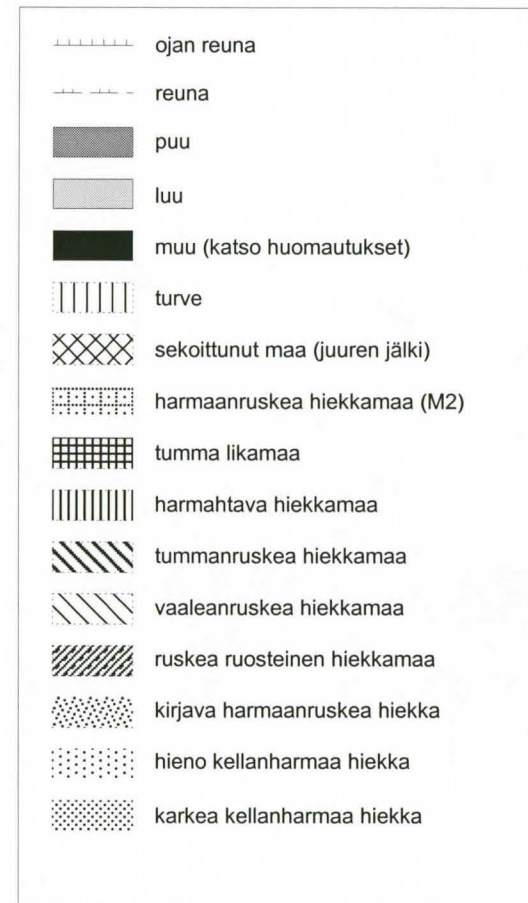 ojan reuna
reuna
puu
luu
muu (katso huomautukset)
turve
sekoittunut maa (juuren jälki)
harmaanruskea hiekkamaa (M2)
tumma likamaa
harmahtava hiekkamaa
tummanruskea hiekkamaa
vaaleanruskea hiekkamaa
ruskea ruosteinen hiekkamaa
kirjava harmaanruskea hiekka
hieno kellanharmaa hiekka
karkea kellanharmaa hiekka